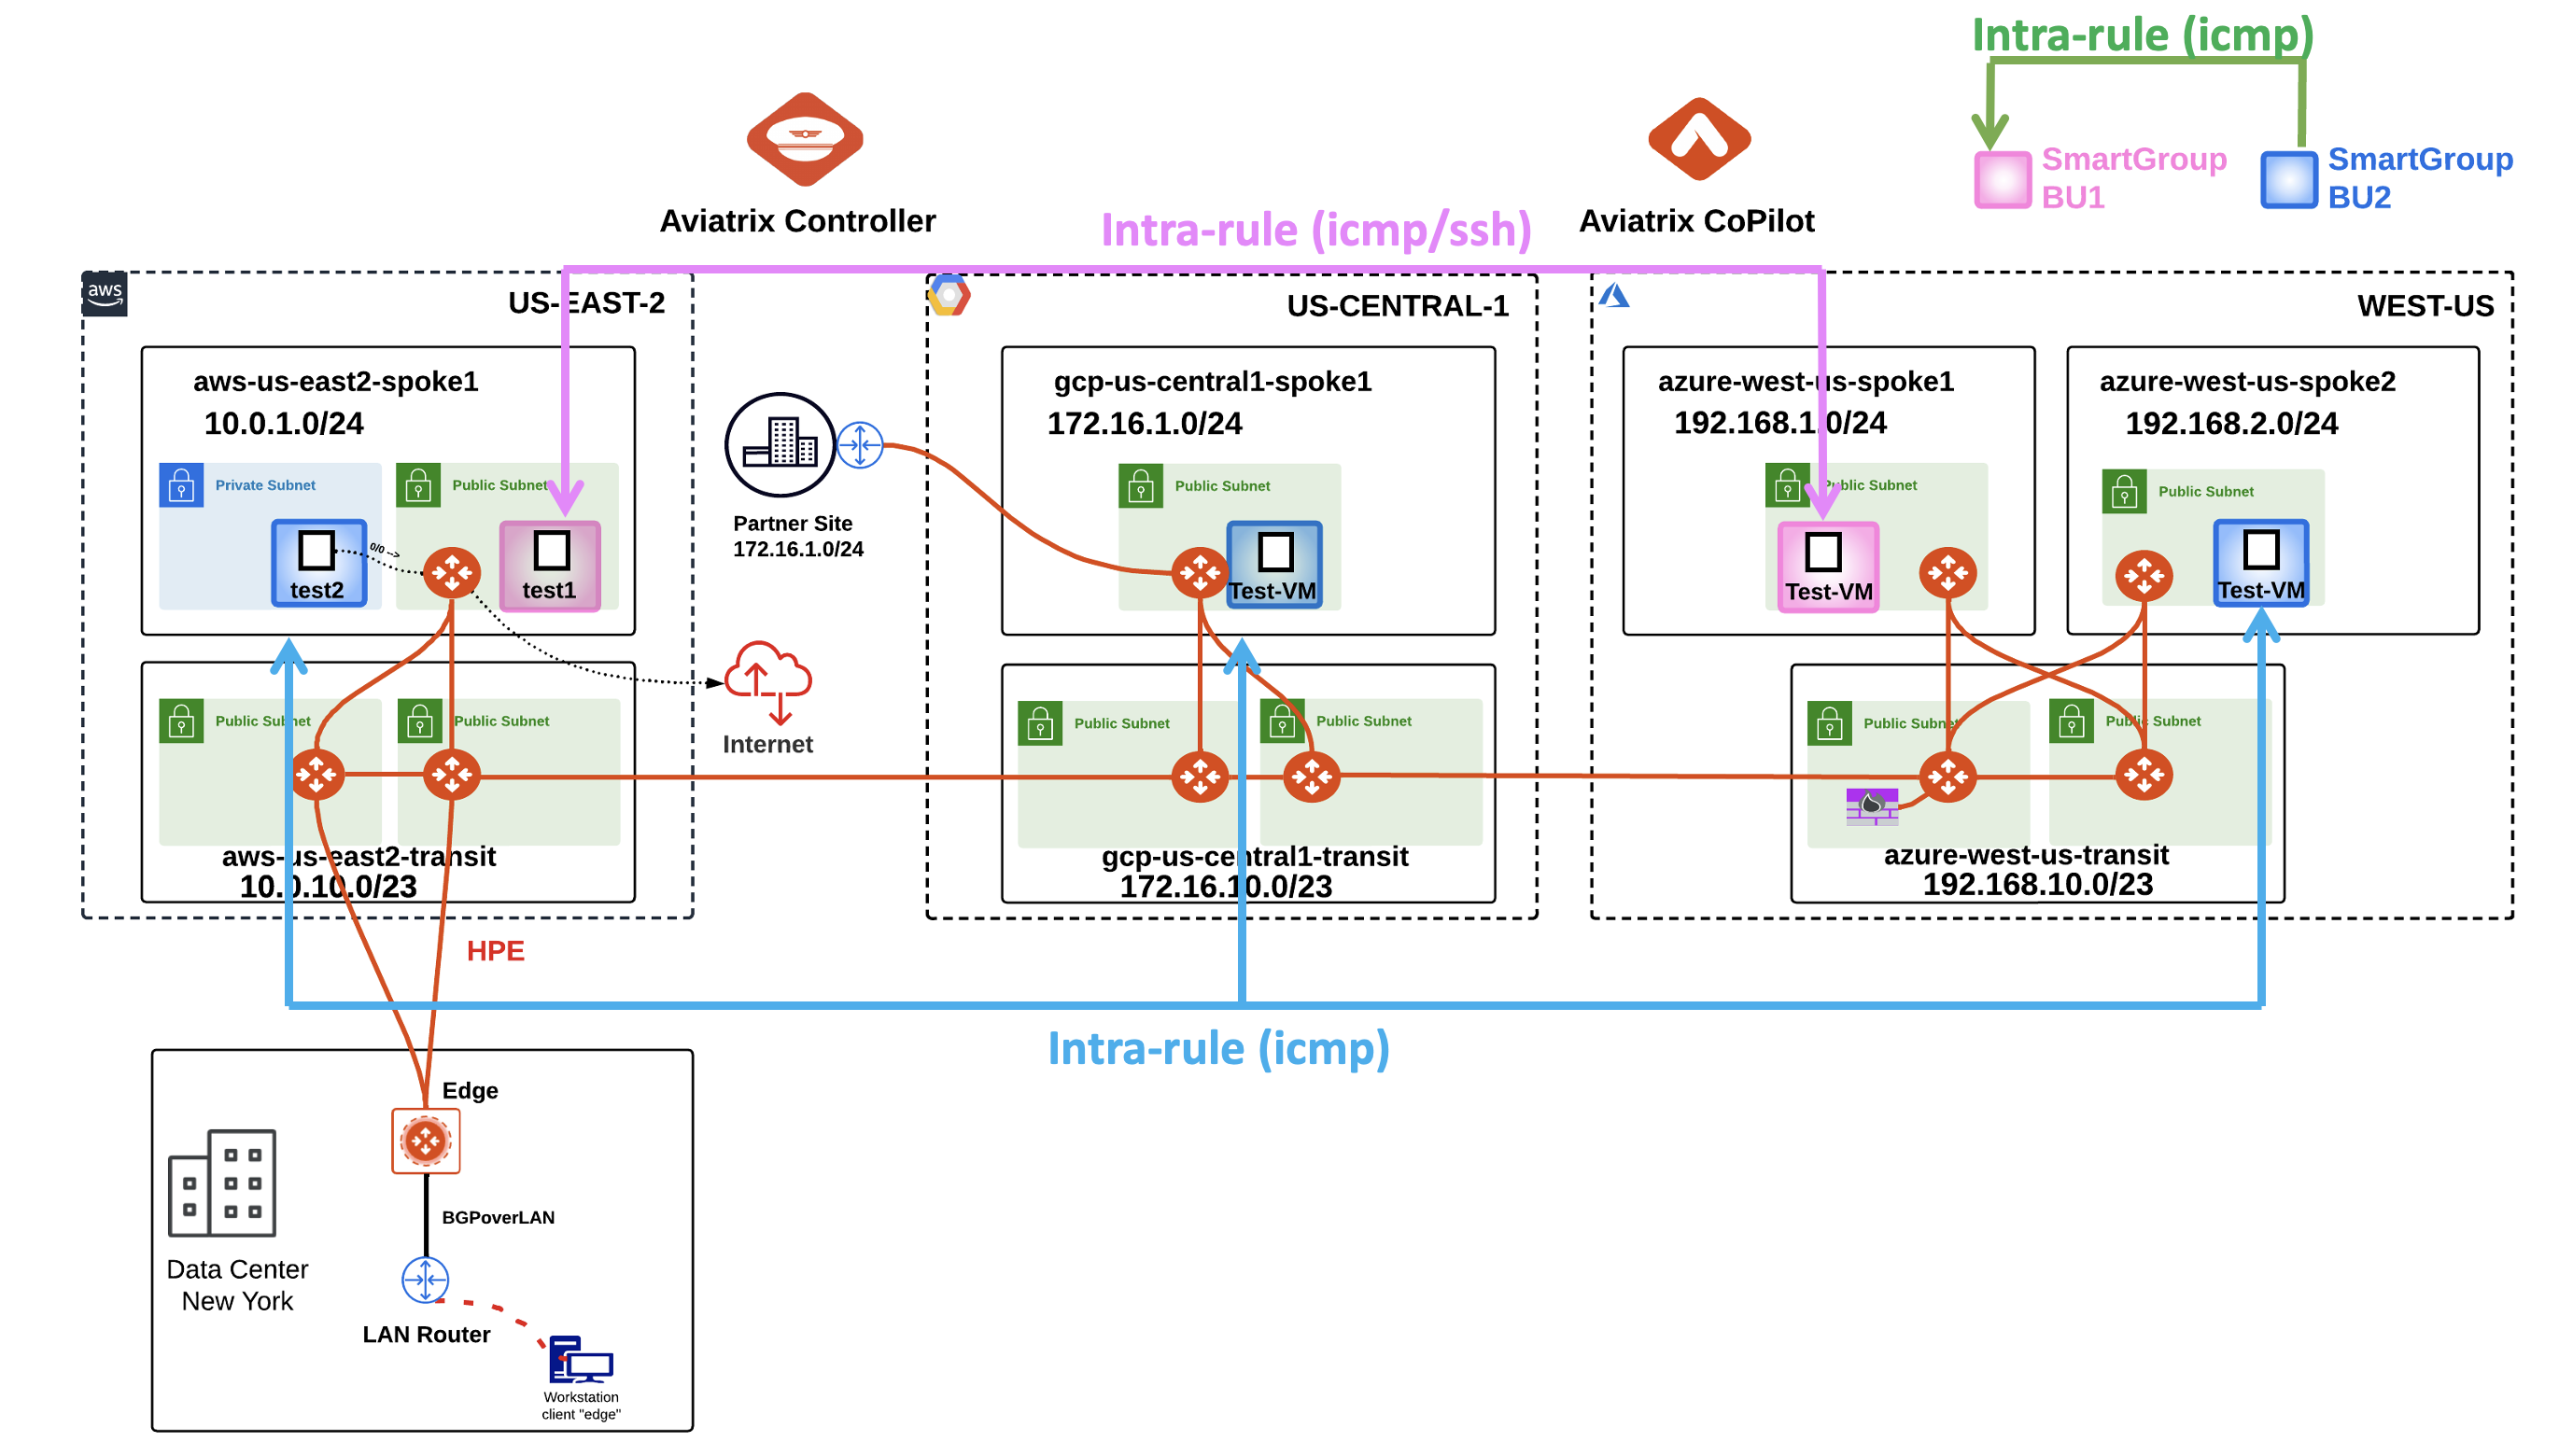 Intra-rule (icmp)
SmartGroup
BU1
SmartGroup
BU2
Aviatrix Controller
Intra-rule (icmp/ssh)
Aviatrix CoPilot
aws
US-EAST-2
US-CENTRAL-1
WEST-US
aws-us-east2-spoke1
10.0.1.0/24
Private Subnet
Public Subnet
test2
0/0 -->
test1
Partner Site
172.16.1.0/24
gcp-us-central1-spoke1
172.16.1.0/24
Public Subnet
Test-VM
azure-west-us-spoke1
192.168.1.0/24
Public Subnet
Test-VM
azure-west-us-spoke2
192.168.2.0/24
Public Subnet
Test-VM
Internet
Public Subnet
Public Subnet
aws-us-east2-transit
10.0.10.0/23
Public Subnet
Public Subnet
gcp-us-central1-transit
172.16.10.0/23
Public Subnet
Public Subnet
azure-west-us-transit
192.168.10.0/23
HPE
Intra-rule (icmp)
Edge
BGPoverLAN
Data Center
New York
LAN Router
Workstation
client "edge"